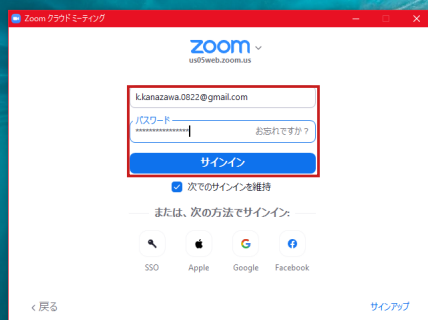 Zoom クラウド ミーティング
zoom
us05web.zoom.us
k.kanazawa.0822@gmail.com
パスワード
****************
お忘れですか？
サインイン
次でのサインインを維持
または、次の方法でサインイン:
SSO
Apple
Google
Facebook
戻る
サインアップ